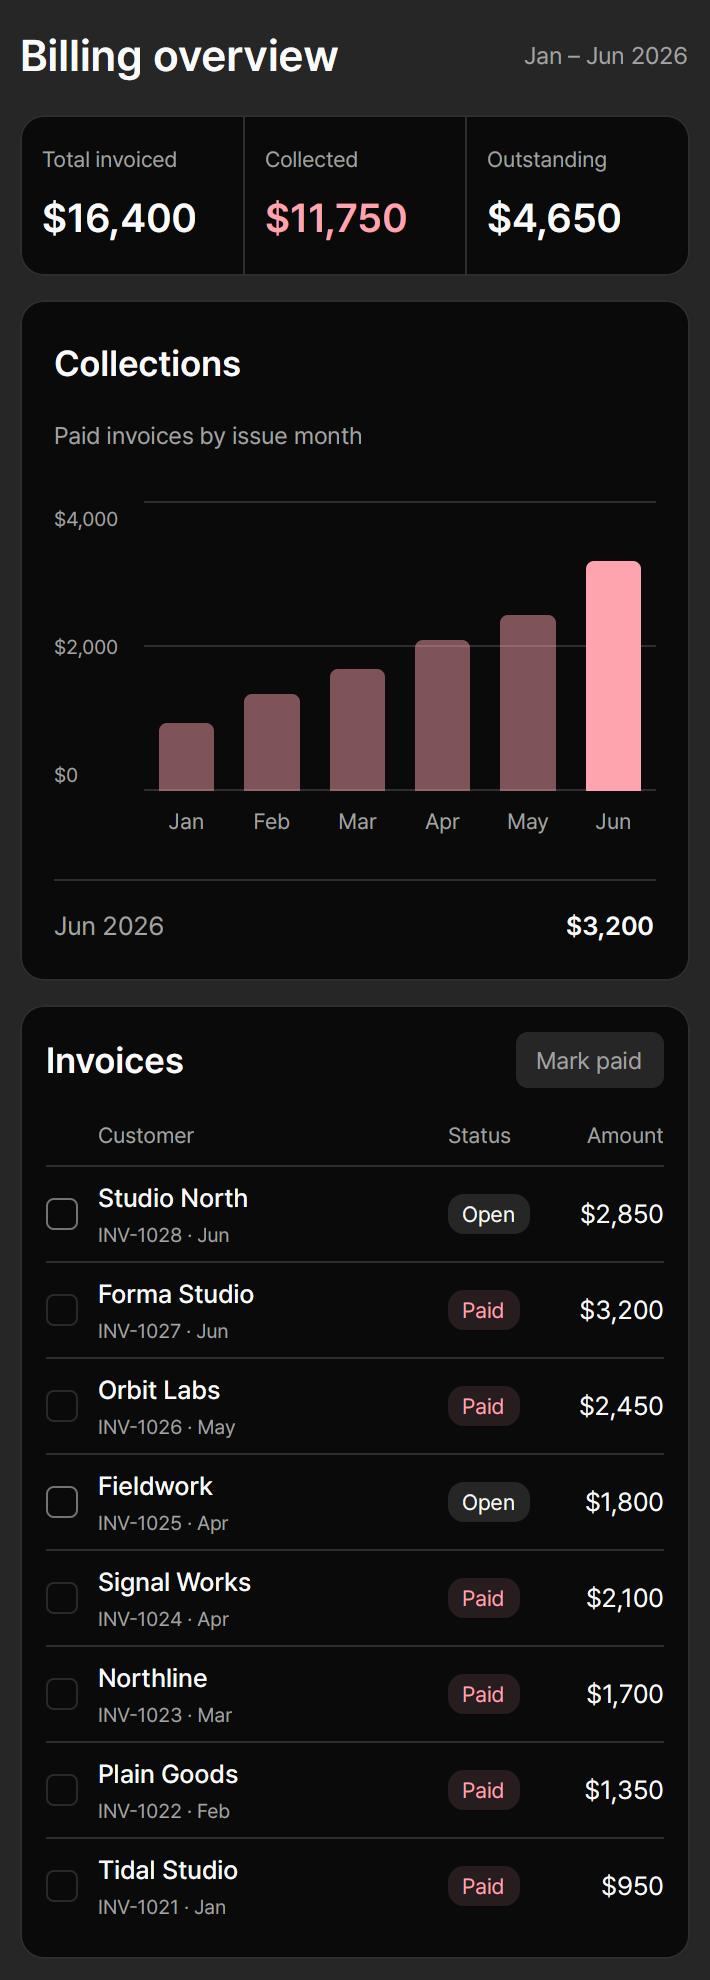 Billing overview
Jan – Jun 2026
Total invoiced
$16,400
Collected
$11,750
Outstanding
$4,650
Collections
Paid invoices by issue month
$4,000
$2,000
$0
Jan Feb Mar Apr May Jun
Jun 2026 $3,200
Invoices
Mark paid
Customer Status Amount
Studio North
INV-1028 · Jun
Open
$2,850
Forma Studio
INV-1027 · Jun
Paid
$3,200
Orbit Labs
INV-1026 · May
Paid
$2,450
Fieldwork
INV-1025 · Apr
Open
$1,800
Signal Works
INV-1024 · Apr
Paid
$2,100
Northline
INV-1023 · Mar
Paid
$1,700
Plain Goods
INV-1022 · Feb
Paid
$1,350
Tidal Studio
INV-1021 · Jan
Paid
$950